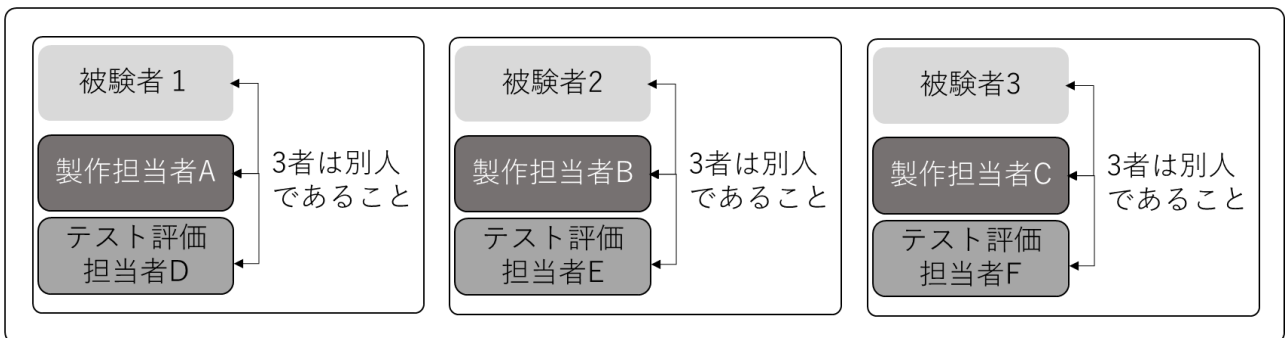 被験者1
製作担当者A
テスト評価
担当者D
3者は別人
であること
被験者2
製作担当者B
テスト評価
担当者E
3者は別人
であること
被験者3
製作担当者C
テスト評価
担当者F
3者は別人
であること